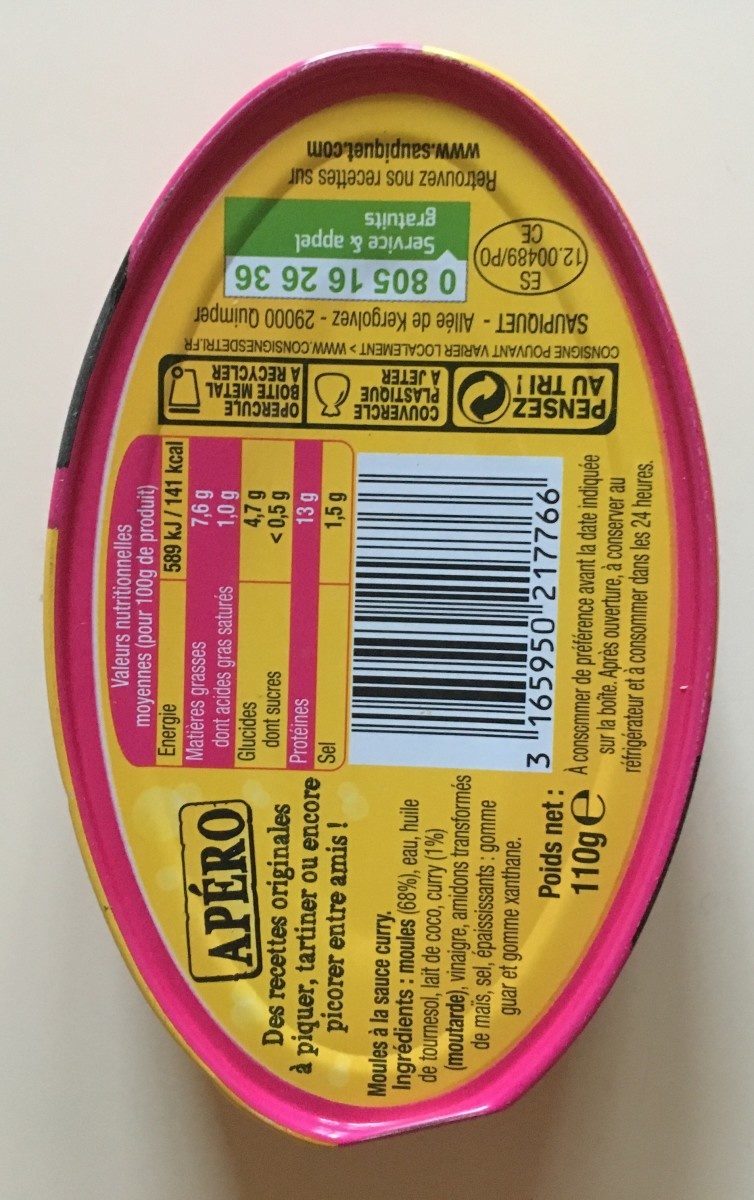 APÉRO
Des recettes originales
à piquer, tartiner ou encore
picorer entre amis !
Moules à la sauce curry.
Ingrédients : moules (68%), eau, huile
de tournesol, lait de coco, curry (1%)
(moutarde), vinaigre, amidons transformés
de maïs, sel, épaississants : gomme
guar et gomme xanthane.
Poids net :
110g e
Valeurs nutritionnelles
moyennes (pour 100g de produit)
Energie 589 kJ / 141 kcal
Matières grasses 7,6 g
dont acides gras saturés 1,0 g
Glucides 4,7 g
dont sucres < 0,5 g
Protéines 13 g
Sel 1,5 g
3 165950 217766
À consommer de préférence avant la date indiquée
sur la boîte. Après ouverture, à conserver au
réfrigérateur et à consommer dans les 24 heures.
PENSEZ
AU TRI !
COUVERCLE
PLASTIQUE
À JETER
OPERCULE
BOITE MÉTAL
À RECYCLER
CONSIGNE POUVANT VARIER LOCALEMENT > WWW.CONSIGNESDETRI.FR
SAUPIQUET - Allée de Kergolvez - 29000 Quimper
ES
12.00489/PO
CE
0 805 16 26 36
Service & appel
gratuits
Retrouvez nos recettes sur
www.saupiquet.com